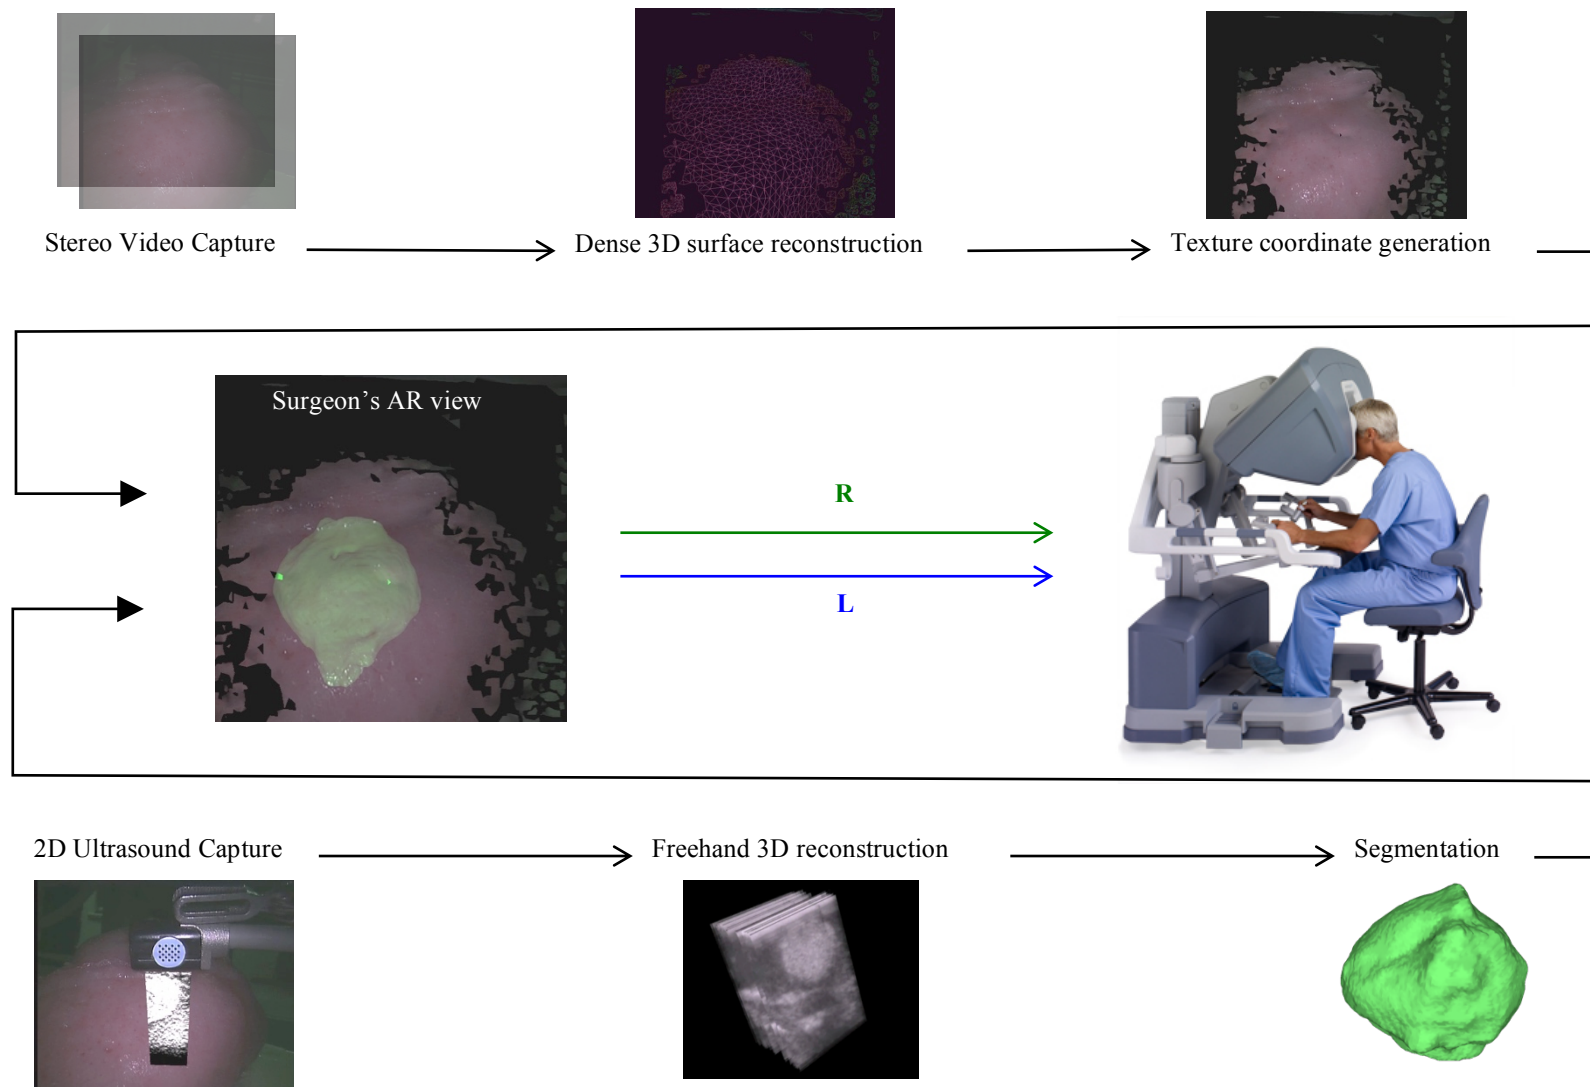 Stereo Video Capture
Dense 3D surface reconstruction
Texture coordinate generation
Surgeon’s AR view
R
L
2D Ultrasound Capture
Freehand 3D reconstruction
Segmentation